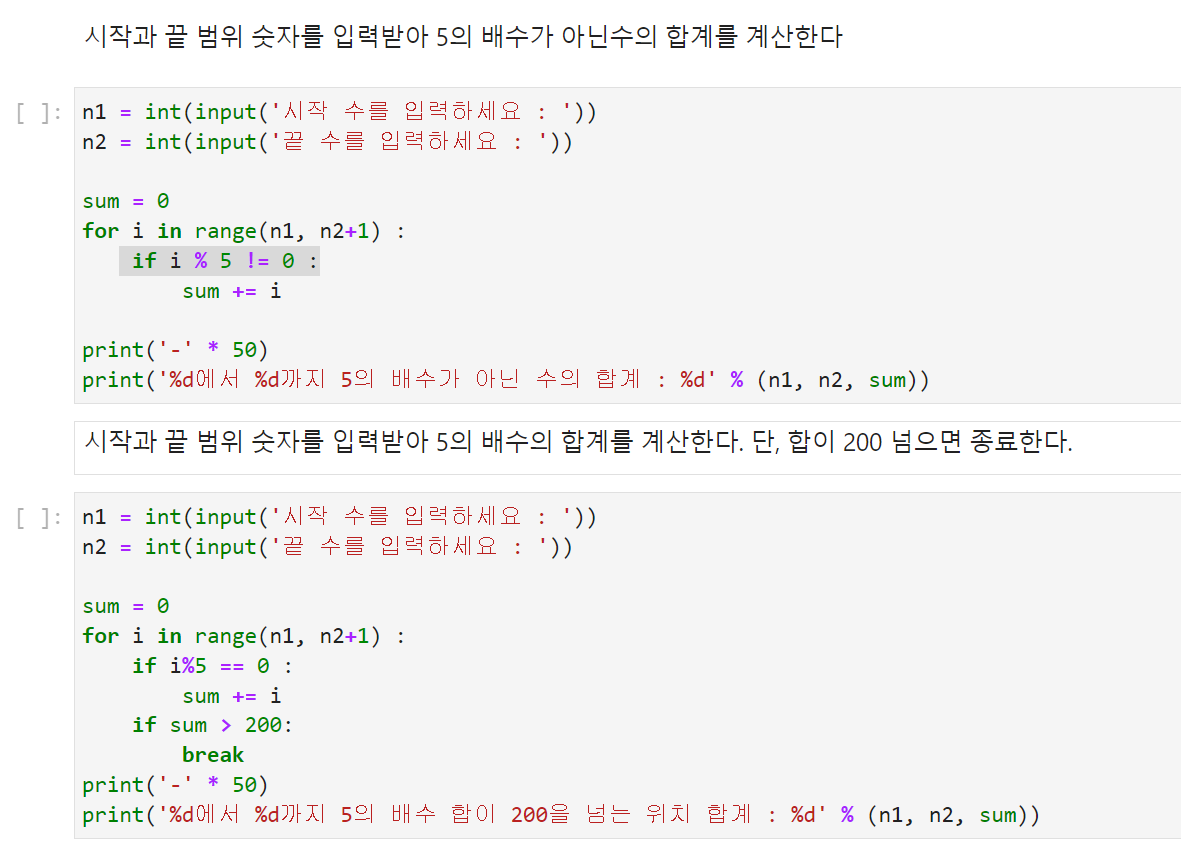 시작과 끝 범위 숫자를 입력받아 5의 배수가 아닌수의 합계를 계산한다
[ ]: n1 = int(input('시작 수를 입력하세요 : '))
n2 = int(input('끝 수를 입력하세요 : '))
sum = 0
for i in range(n1, n2+1) :
    if i % 5 != 0 :
        sum += i
print('-' * 50)
print('%d에서 %d까지 5의 배수가 아닌 수의 합계 : %d' % (n1, n2, sum))
시작과 끝 범위 숫자를 입력받아 5의 배수의 합계를 계산한다. 단, 합이 200 넘으면 종료한다.
[ ]: n1 = int(input('시작 수를 입력하세요 : '))
n2 = int(input('끝 수를 입력하세요 : '))
sum = 0
for i in range(n1, n2+1) :
    if i%5 == 0 :
        sum += i
    if sum > 200:
        break
print('-' * 50)
print('%d에서 %d까지 5의 배수 합이 200을 넘는 위치 합계 : %d' % (n1, n2, sum))